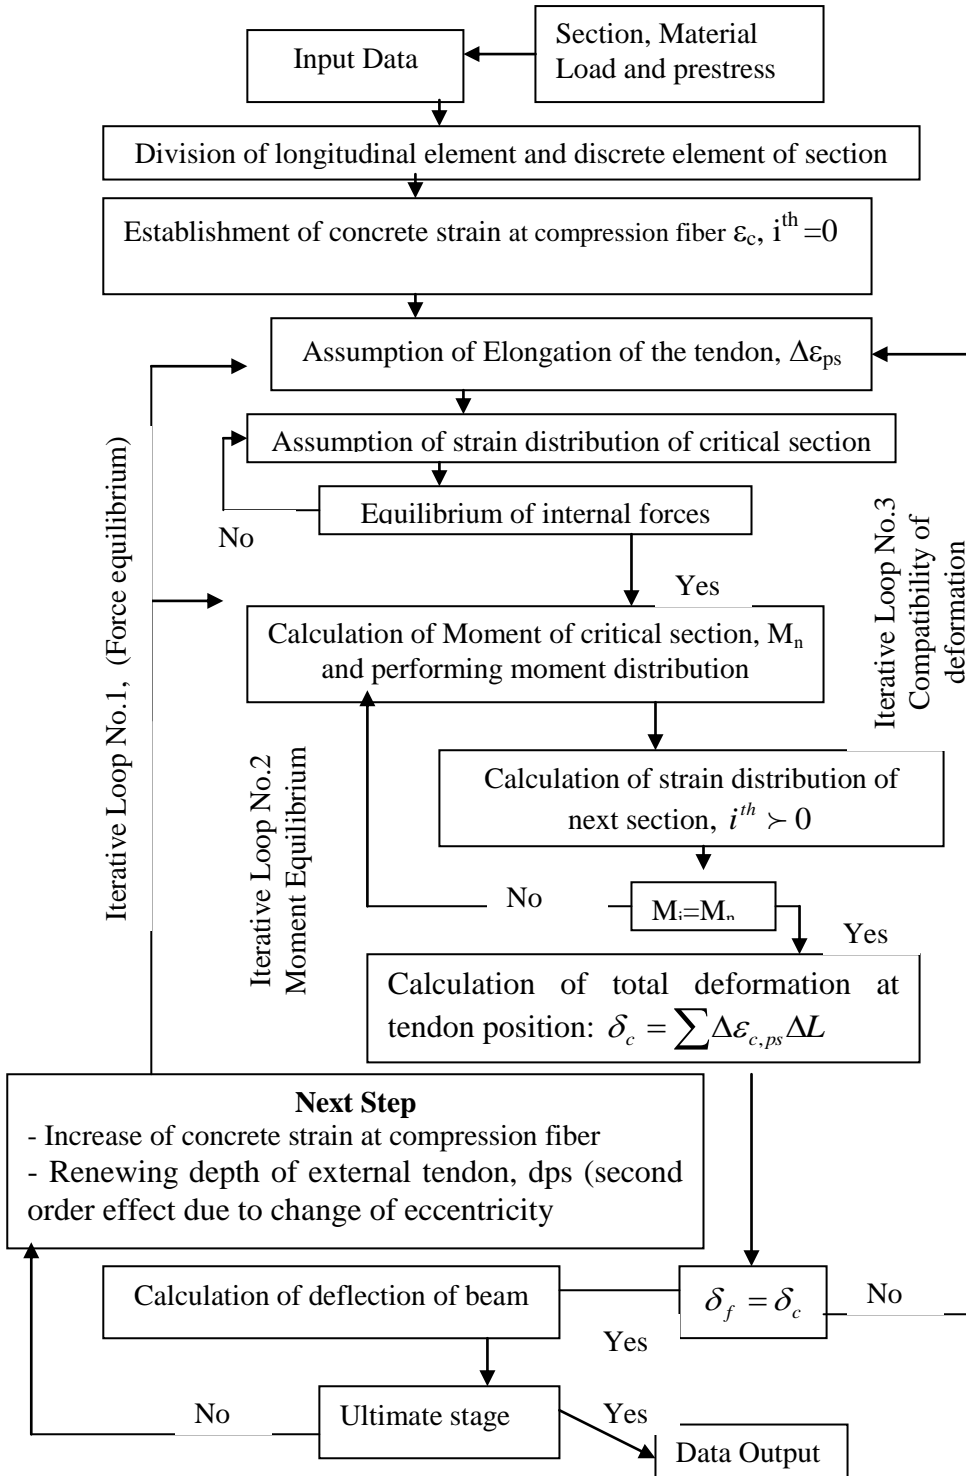 Section, Material
Load and prestress
Input Data
Division of longitudinal element and discrete element of section
Establishment of concrete strain at compression fiber εc, i^th =0
Assumption of Elongation of the tendon, Δεps
Assumption of strain distribution of critical section
Equilibrium of internal forces
No
Yes
Calculation of Moment of critical section, Mn
and performing moment distribution
Iterative Loop No.1, (Force equilibrium)
Iterative Loop No.2
Moment Equilibrium
Iterative Loop No.3
Compatibility of
deformation
Calculation of strain distribution of
next section, i^th ≻ 0
No
Mi=Mn
Yes
Calculation of total deformation at
tendon position: δc = ∑Δεc,ps ΔL
Next Step
- Increase of concrete strain at compression fiber
- Renewing depth of external tendon, dps (second
order effect due to change of eccentricity
Calculation of deflection of beam
δf = δc
No
Yes
No
Ultimate stage
Yes
Data Output